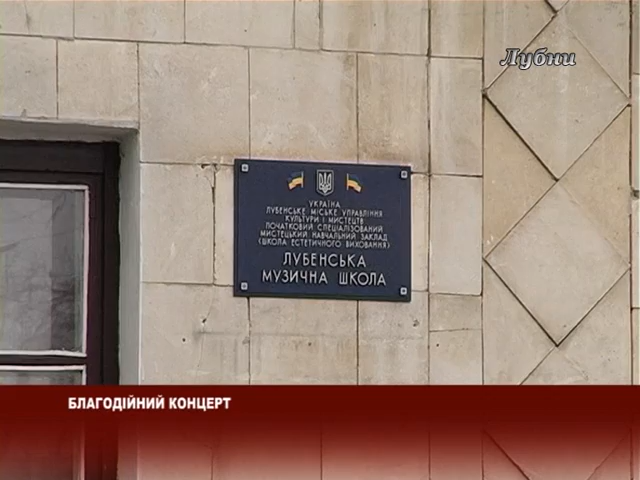 Лубни
УКРАЇНА
ЛУБЕНСЬКЕ МІСЬКЕ УПРАВЛІННЯ
КУЛЬТУРИ І МИСТЕЦТВ
ПОЧАТКОВИЙ СПЕЦІАЛІЗОВАНИЙ
МИСТЕЦЬКИЙ НАВЧАЛЬНИЙ ЗАКЛАД
(ШКОЛА ЕСТЕТИЧНОГО ВИХОВАННЯ)
ЛУБЕНСЬКА
МУЗИЧНА ШКОЛА
БЛАГОДІЙНИЙ КОНЦЕРТ